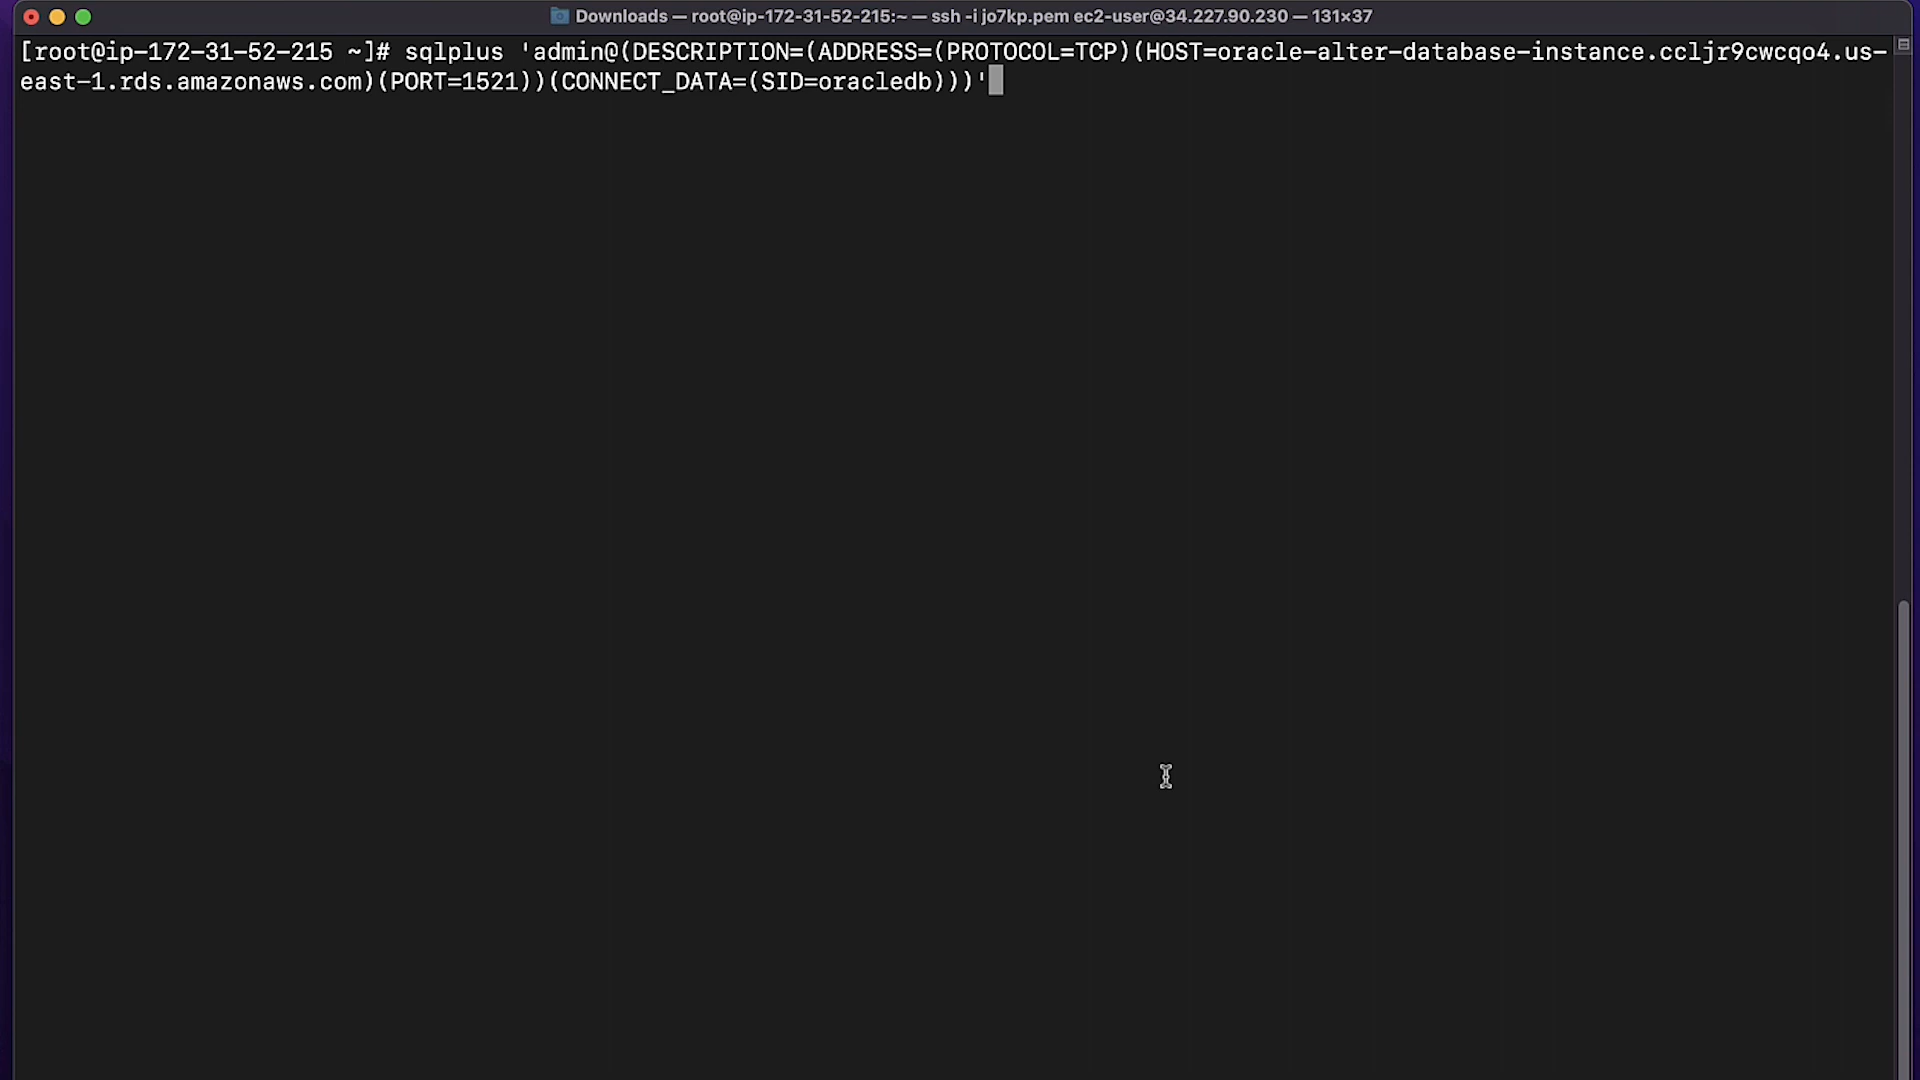 Downloads — root@ip-172-31-52-215:~ — ssh -i jo7kp.pem ec2-user@34.227.90.230 — 131×37
[root@ip-172-31-52-215 ~]# sqlplus 'admin@(DESCRIPTION=(ADDRESS=(PROTOCOL=TCP)(HOST=oracle-alter-database-instance.ccljr9cwcqo4.us-
east-1.rds.amazonaws.com)(PORT=1521))(CONNECT_DATA=(SID=oracledb)))'